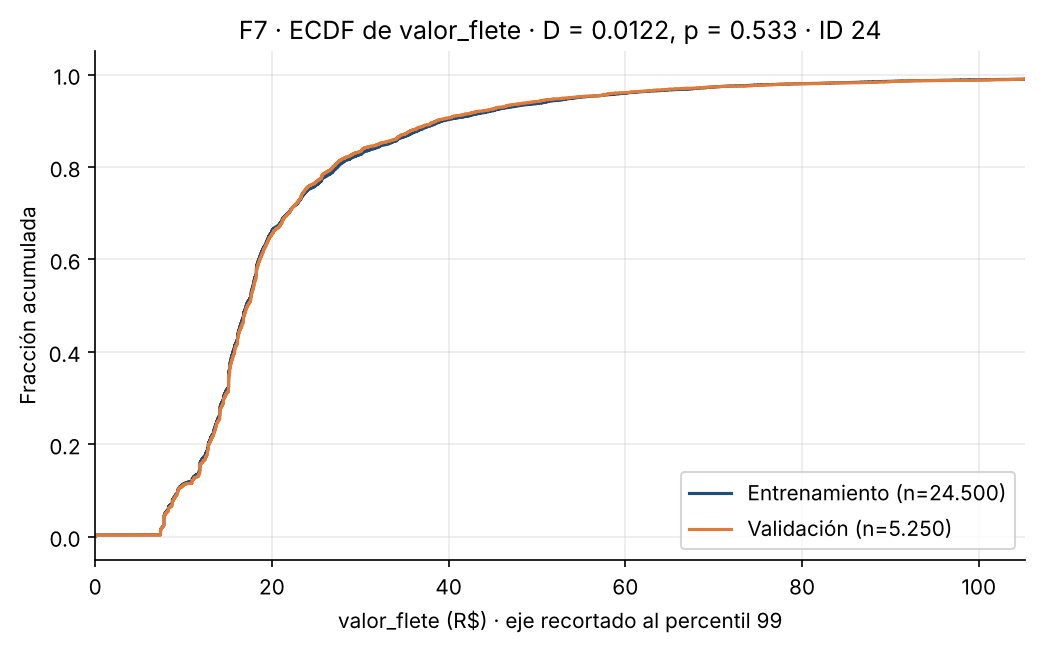 F7 · ECDF de valor_flete · D = 0.0122, p = 0.533 · ID 24
Fracción acumulada
1.0
0.8
0.6
0.4
0.2
0.0
Entrenamiento (n=24.500)
Validación (n=5.250)
0 20 40 60 80 100
valor_flete (R$) · eje recortado al percentil 99